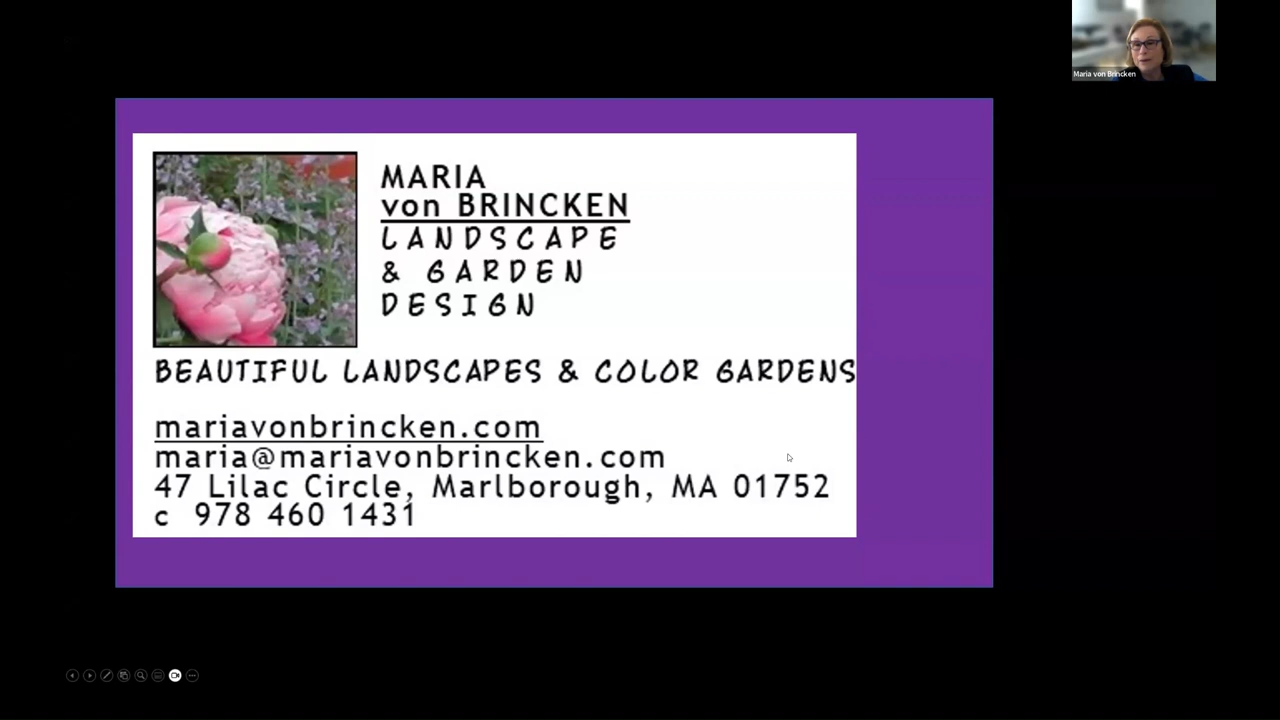 Maria von Brincken
MARIA
von BRINCKEN
LANDSCAPE
& GARDEN
DESIGN
BEAUTIFUL LANDSCAPES & COLOR GARDENS
mariavonbrincken.com
maria@mariavonbrincken.com
47 Lilac Circle, Marlborough, MA 01752
c 978 460 1431